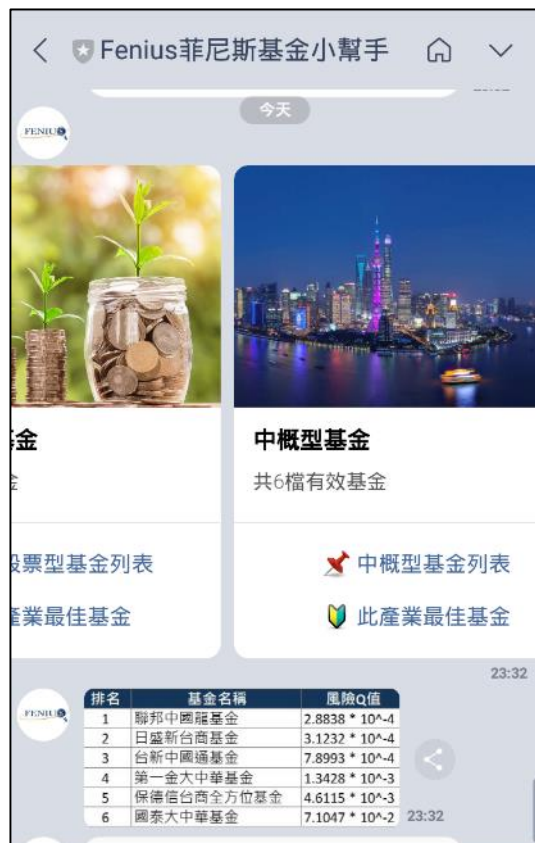 Fenius菲尼斯基金小幫手
今天
FENIUS
基金
股票型基金列表
產業最佳基金
中概型基金
共6檔有效基金
中概型基金列表
此產業最佳基金
23:32
FENIUS
排名 基金名稱 風險Q值
1 聯邦中國龍基金 2.8838 * 10^-4
2 日盛新台商基金 3.1232 * 10^-4
3 台新中國通基金 7.8993 * 10^-4
4 第一金大中華基金 1.3428 * 10^-3
5 保德信台商全方位基金 4.6115 * 10^-3
6 國泰大中華基金 7.1047 * 10^-2
23:32